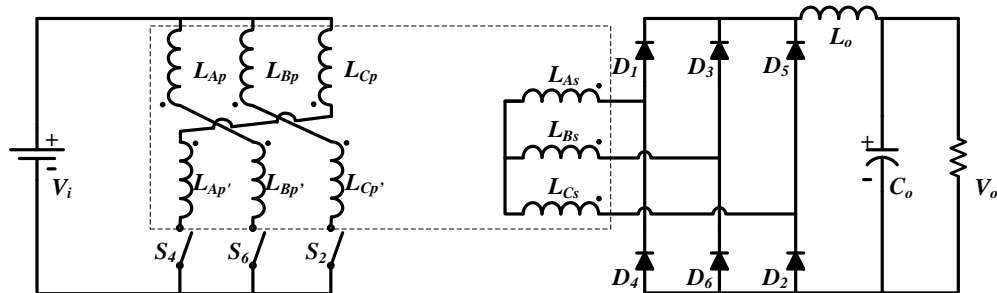 L_o
L_Ap L_Bp L_Cp
L_As
D_1 D_3 D_5
L_Bs
+
-
V_i
L_Ap' L_Bp' L_Cp'
L_Cs
+
-
C_o
V_o
S_4 S_6 S_2
D_4 D_6 D_2